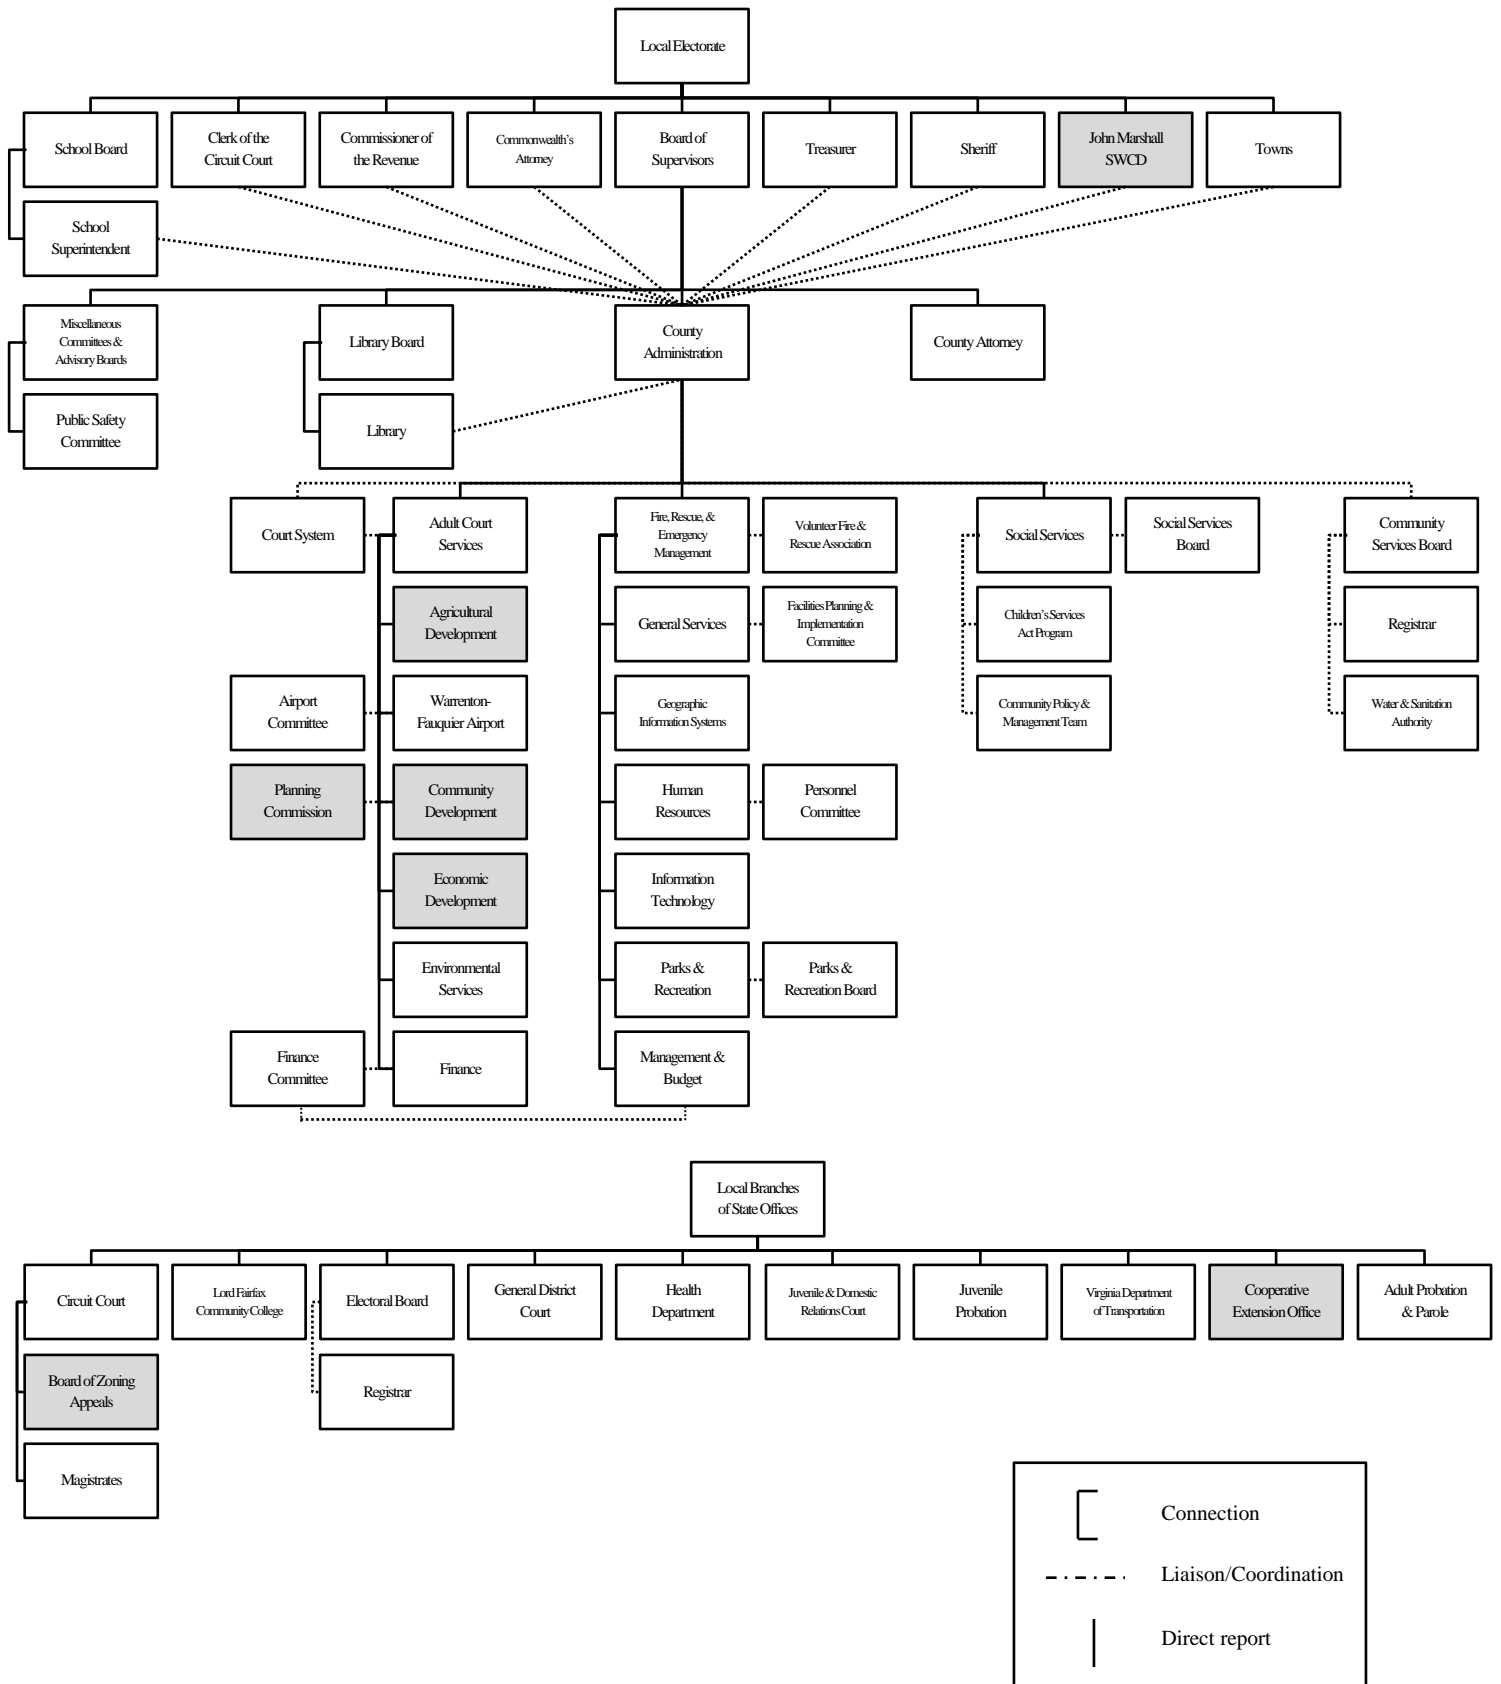 Local Electorate
School Board
Clerk of the
Circuit Court
Commissioner of
the Revenue
Commonwealth's
Attorney
Board of
Supervisors
Treasurer
Sheriff
John Marshall
SWCD
Towns
School
Superintendent
Miscellaneous
Committees &
Advisory Boards
Library Board
County
Administration
County Attorney
Public Safety
Committee
Library
Court System
Adult Court
Services
Fire, Rescue, &
Emergency
Management
Volunteer Fire &
Rescue Association
Social Services
Social Services
Board
Community
Services Board
Agricultural
Development
General Services
Facilities Planning &
Implementation
Committee
Children's Services
Act Program
Registrar
Airport
Committee
Warrenton-
Fauquier Airport
Geographic
Information Systems
Community Policy &
Management Team
Water & Sanitation
Authority
Planning
Commission
Community
Development
Human
Resources
Personnel
Committee
Economic
Development
Information
Technology
Environmental
Services
Parks &
Recreation
Parks &
Recreation Board
Finance
Committee
Finance
Management &
Budget
Local Branches
of State Offices
Circuit Court
Lord Fairfax
Community College
Electoral Board
General District
Court
Health
Department
Juvenile & Domestic
Relations Court
Juvenile
Probation
Virginia Department
of Transportation
Cooperative
Extension Office
Adult Probation
& Parole
Board of Zoning
Appeals
Registrar
Magistrates
Connection
Liaison/Coordination
Direct report